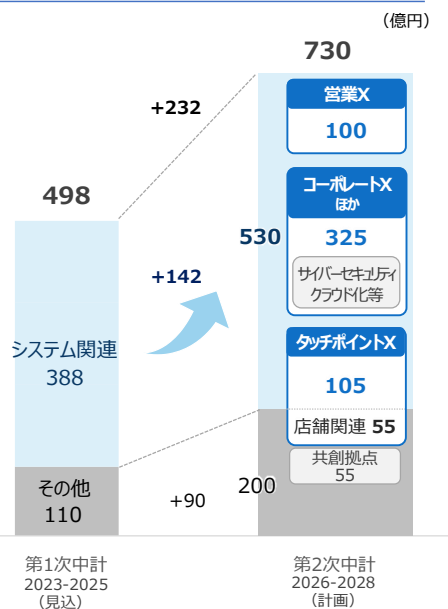 （億円）
730
+232
営業X
100
498
コーポレートX
ほか
530
325
サイバーセキュリティ
クラウド化等
+142
システム関連
388
タッチポイントX
105
店舗関連 55
共創拠点
55
その他
110
+90
200
第1次中計
2023-2025
（見込）
第2次中計
2026-2028
（計画）